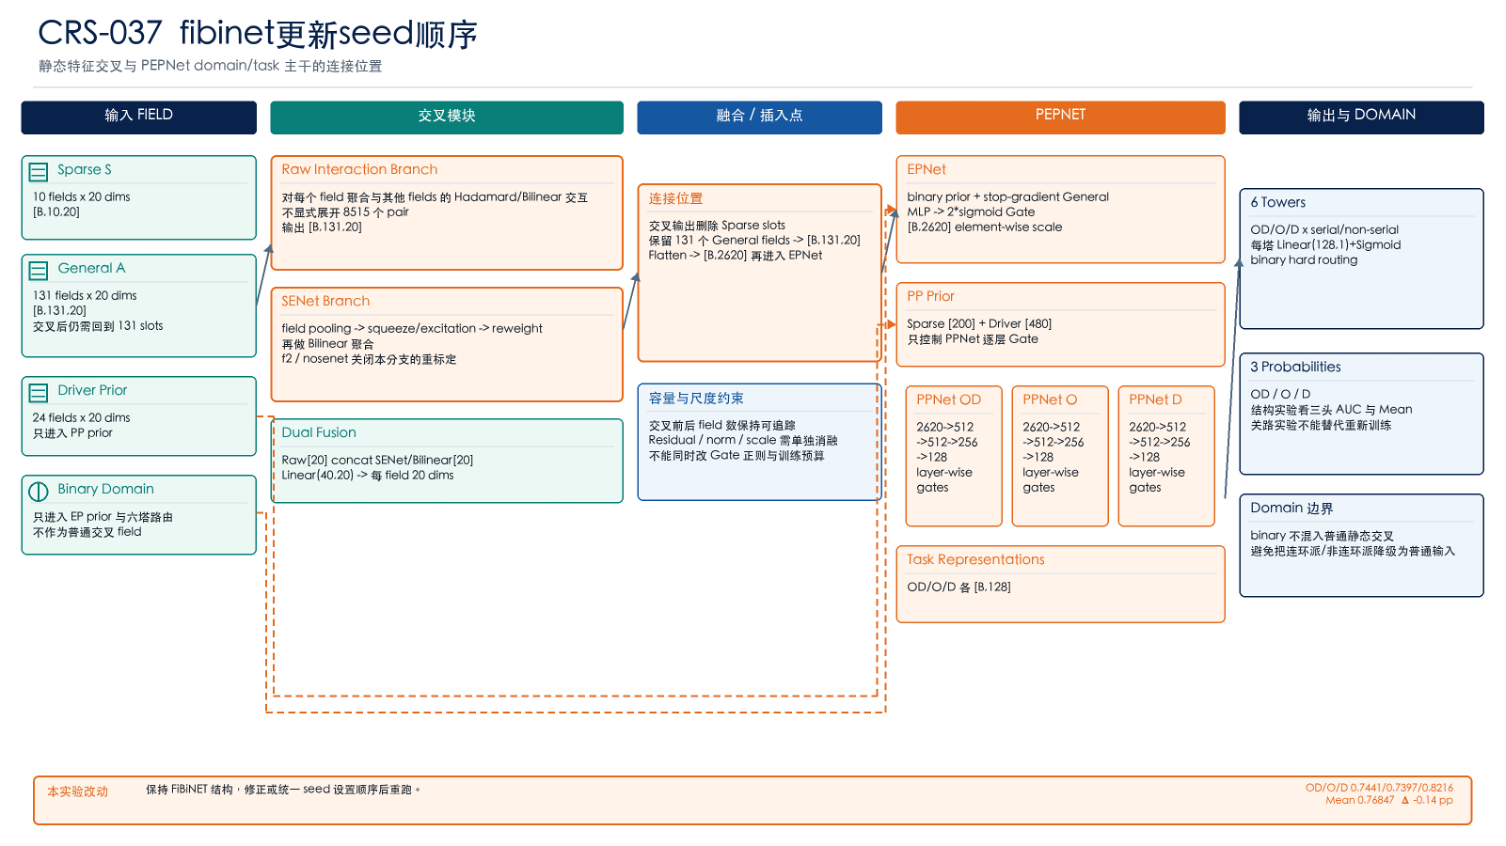 CRS-037 fibinet更新seed顺序
静态特征交叉与 PEPNet domain/task 主干的连接位置
输入 FIELD
交叉模块
融合 / 插入点
PEPNET
输出与 DOMAIN
Sparse S
10 fields x 20 dims
[B.10.20]
General A
131 fields x 20 dims
[B.131.20]
交叉后仍需回到 131 slots
Driver Prior
24 fields x 20 dims
只进入 PP prior
Binary Domain
只进入 EP prior 与六塔路由
不作为普通交叉 field
Raw Interaction Branch
对每个 field 聚合与其他 fields 的 Hadamard/Bilinear 交互
不显式展开 8515 个 pair
输出 [B.131.20]
SENet Branch
field pooling -> squeeze/excitation -> reweight
再做 Bilinear 聚合
f2 / nosenet 关闭本分支的重标定
Dual Fusion
Raw[20] concat SENet/Bilinear[20]
Linear(40.20) -> 每 field 20 dims
连接位置
交叉输出删除 Sparse slots
保留 131 个 General fields -> [B.131.20]
Flatten -> [B.2620] 再进入 EPNet
容量与尺度约束
交叉前后 field 数保持可追踪
Residual / norm / scale 需单独消融
不能同时改 Gate 正则与训练预算
EPNet
binary prior + stop-gradient General
MLP -> 2*sigmoid Gate
[B.2620] element-wise scale
PP Prior
Sparse [200] + Driver [480]
只控制 PPNet 逐层 Gate
PPNet OD
2620->512
->512->256
->128
layer-wise
gates
PPNet O
2620->512
->512->256
->128
layer-wise
gates
PPNet D
2620->512
->512->256
->128
layer-wise
gates
Task Representations
OD/O/D 各 [B.128]
6 Towers
OD/O/D x serial/non-serial
每塔 Linear(128.1)+Sigmoid
binary hard routing
3 Probabilities
OD / O / D
结构实验看三头 AUC 与 Mean
关路实验不能替代重新训练
Domain 边界
binary 不混入普通静态交叉
避免把连环派/非连环派降级为普通输入
本实验改动
保持 FiBiNET 结构，修正或统一 seed 设置顺序后重跑。
OD/O/D 0.7441/0.7397/0.8216
Mean 0.76847 Δ -0.14 pp